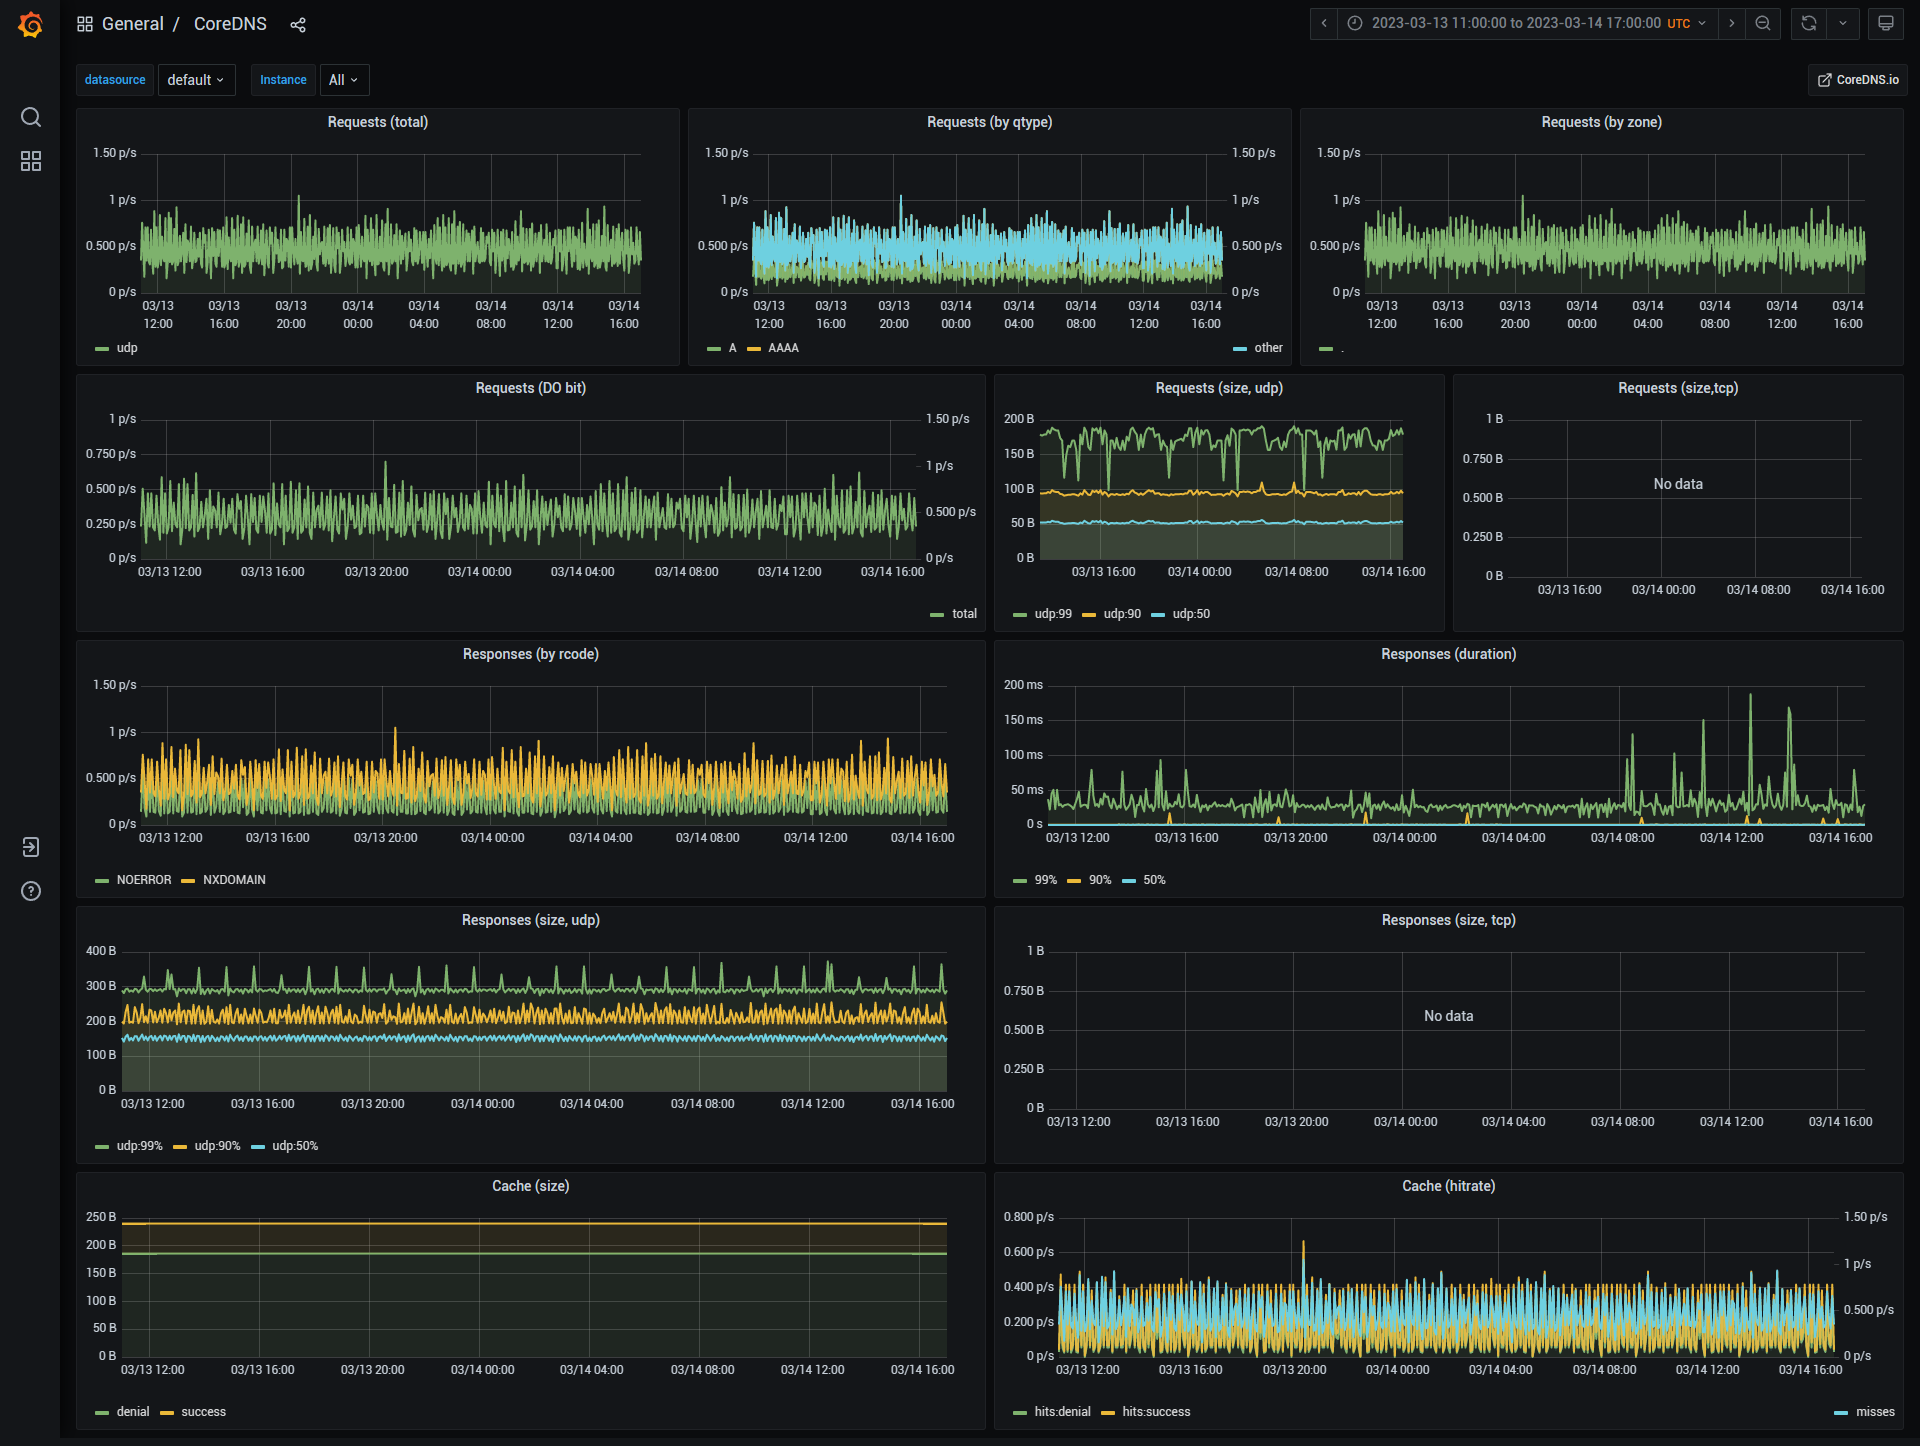 General / CoreDNS
2023-03-13 11:00:00 to 2023-03-14 17:00:00 UTC
datasource default Instance All
CoreDNS.io
Requests (total)
1.50 p/s
1 p/s
0.500 p/s
0 p/s
03/13 03/13 03/13 03/14 03/14 03/14 03/14 03/14
12:00 16:00 20:00 00:00 04:00 08:00 12:00 16:00
udp
Requests (by qtype)
1.50 p/s 1.50 p/s
1 p/s 1 p/s
0.500 p/s 0.500 p/s
0 p/s 0 p/s
03/13 03/13 03/13 03/14 03/14 03/14 03/14 03/14
12:00 16:00 20:00 00:00 04:00 08:00 12:00 16:00
A AAAA other
Requests (by zone)
1.50 p/s
1 p/s
0.500 p/s
0 p/s
03/13 03/13 03/13 03/14 03/14 03/14 03/14 03/14
12:00 16:00 20:00 00:00 04:00 08:00 12:00 16:00
.
Requests (DO bit)
1 p/s 1.50 p/s
0.750 p/s 1 p/s
0.500 p/s
0.250 p/s 0.500 p/s
0 p/s 0 p/s
03/13 12:00 03/13 16:00 03/13 20:00 03/14 00:00 03/14 04:00 03/14 08:00 03/14 12:00 03/14 16:00
total
Requests (size, udp)
200 B
150 B
100 B
50 B
0 B
03/13 16:00 03/14 00:00 03/14 08:00 03/14 16:00
udp:99 udp:90 udp:50
Requests (size,tcp)
1 B
0.750 B
No data
0.500 B
0.250 B
0 B
03/13 16:00 03/14 00:00 03/14 08:00 03/14 16:00
Responses (by rcode)
1.50 p/s
1 p/s
0.500 p/s
0 p/s
03/13 12:00 03/13 16:00 03/13 20:00 03/14 00:00 03/14 04:00 03/14 08:00 03/14 12:00 03/14 16:00
NOERROR NXDOMAIN
Responses (duration)
200 ms
150 ms
100 ms
50 ms
0 s
03/13 12:00 03/13 16:00 03/13 20:00 03/14 00:00 03/14 04:00 03/14 08:00 03/14 12:00 03/14 16:00
99% 90% 50%
Responses (size, udp)
400 B
300 B
200 B
100 B
0 B
03/13 12:00 03/13 16:00 03/13 20:00 03/14 00:00 03/14 04:00 03/14 08:00 03/14 12:00 03/14 16:00
udp:99% udp:90% udp:50%
Responses (size, tcp)
1 B
0.750 B
No data
0.500 B
0.250 B
0 B
03/13 12:00 03/13 16:00 03/13 20:00 03/14 00:00 03/14 04:00 03/14 08:00 03/14 12:00 03/14 16:00
Cache (size)
250 B
200 B
150 B
100 B
50 B
0 B
03/13 12:00 03/13 16:00 03/13 20:00 03/14 00:00 03/14 04:00 03/14 08:00 03/14 12:00 03/14 16:00
denial success
Cache (hitrate)
0.800 p/s 1.50 p/s
0.600 p/s 1 p/s
0.400 p/s
0.200 p/s 0.500 p/s
0 p/s 0 p/s
03/13 12:00 03/13 16:00 03/13 20:00 03/14 00:00 03/14 04:00 03/14 08:00 03/14 12:00 03/14 16:00
hits:denial hits:success misses